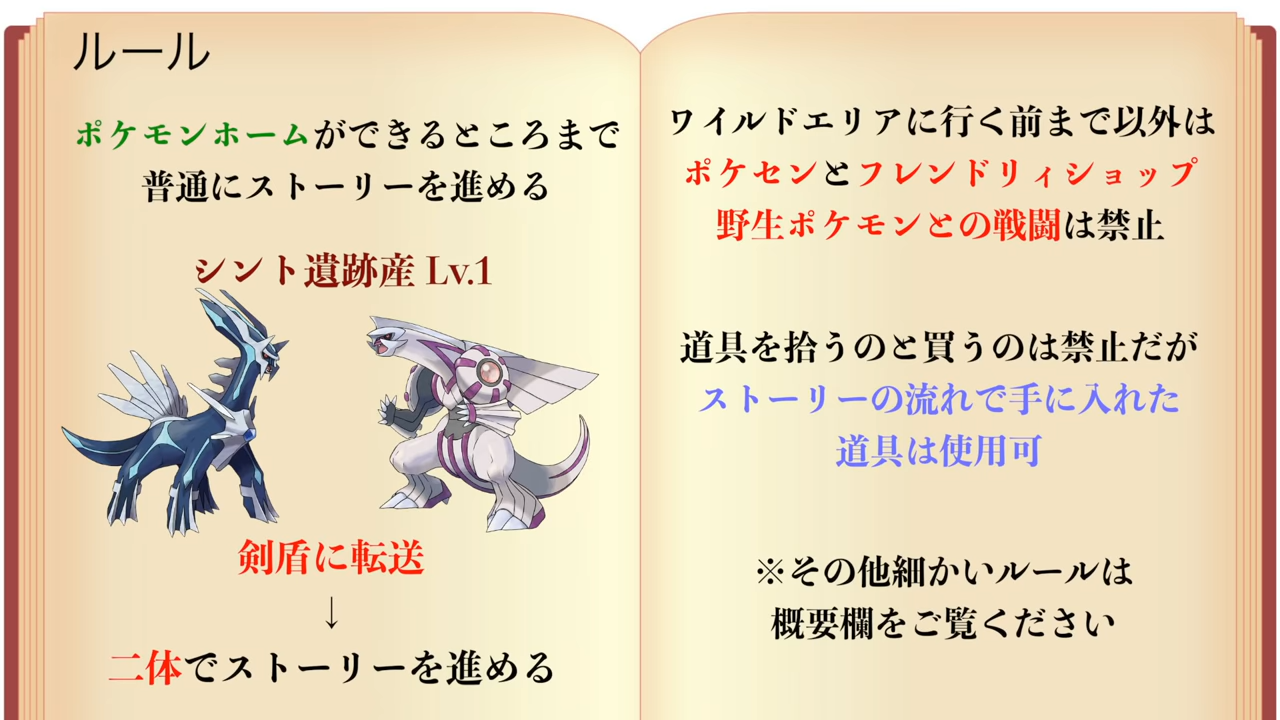 ルール
ポケモンホームができるところまで
普通にストーリーを進める
シント遺跡産 Lv.1
剣盾に転送
↓
二体でストーリーを進める
ワイルドエリアに行く前まで以外は
ポケセンとフレンドリィショップ
野生ポケモンとの戦闘は禁止
道具を拾うのと買うのは禁止だが
ストーリーの流れで手に入れた
道具は使用可
※その他細かいルールは
概要欄をご覧ください